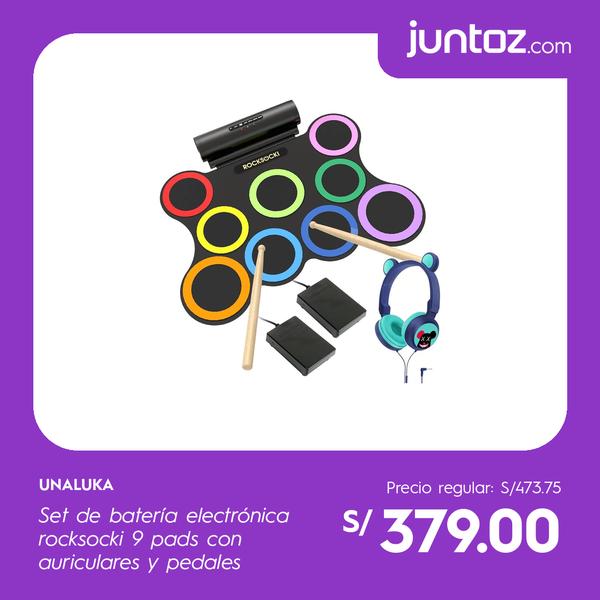 juntoz.com
ROCKSOCKI
UNALUKA
Set de batería electrónica
rocksocki 9 pads con
auriculares y pedales
Precio regular: S/473.75
S/ 379.00